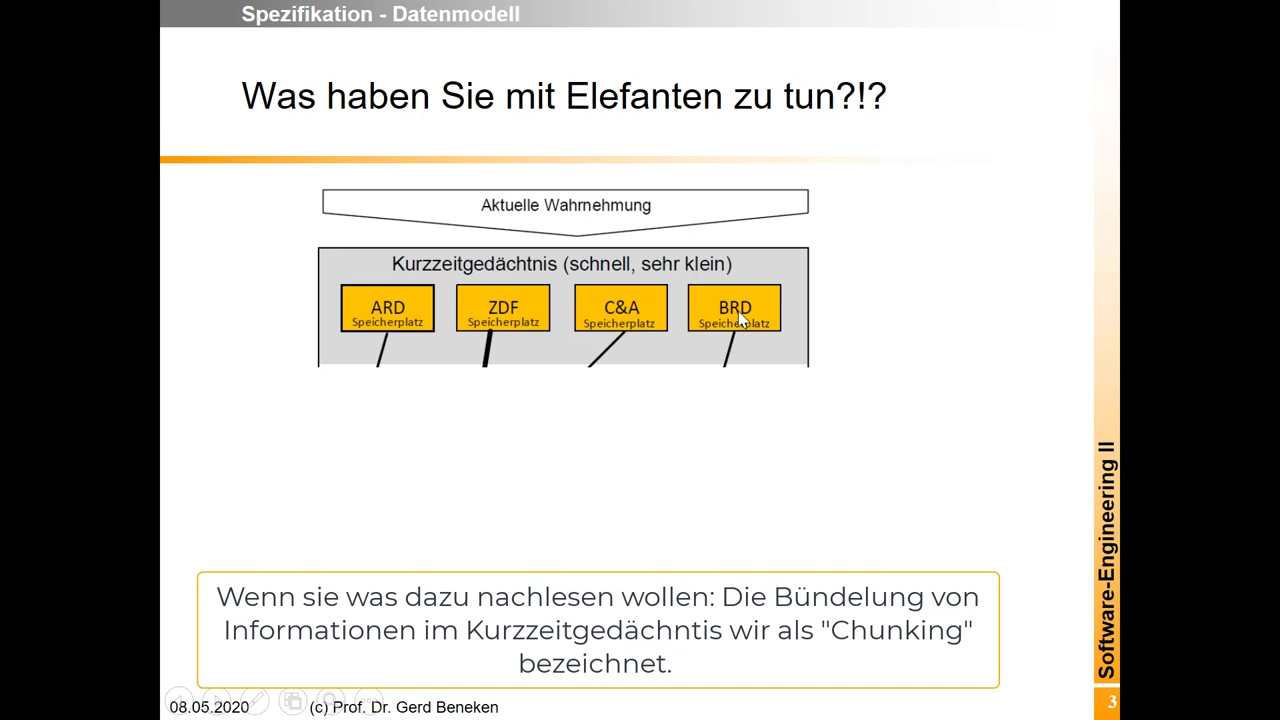 Spezifikation - Datenmodell
Was haben Sie mit Elefanten zu tun?!?
Aktuelle Wahrnehmung
Kurzzeitgedächtnis (schnell, sehr klein)
ARD
Speicherplatz
ZDF
Speicherplatz
C&A
Speicherplatz
BRD
Speicherplatz
Wenn sie was dazu nachlesen wollen: Die Bündelung von
Informationen im Kurzzeitgedächntis wir als "Chunking"
bezeichnet.
Software-Engineering II
08.05.2020
(c) Prof. Dr. Gerd Beneken
3